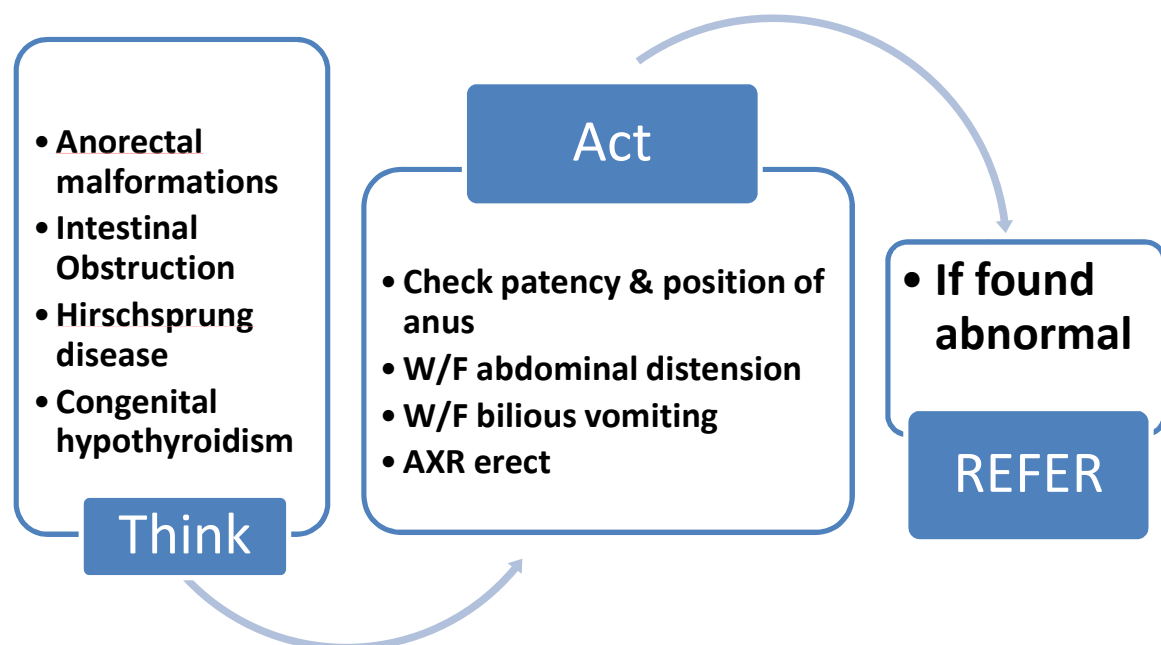 • Anorectal
malformations
• Intestinal
Obstruction
• Hirschsprung
disease
• Congenital
hypothyroidism
Think
Act
• Check patency & position of
anus
• W/F abdominal distension
• W/F bilious vomiting
• AXR erect
• If found
abnormal
REFER